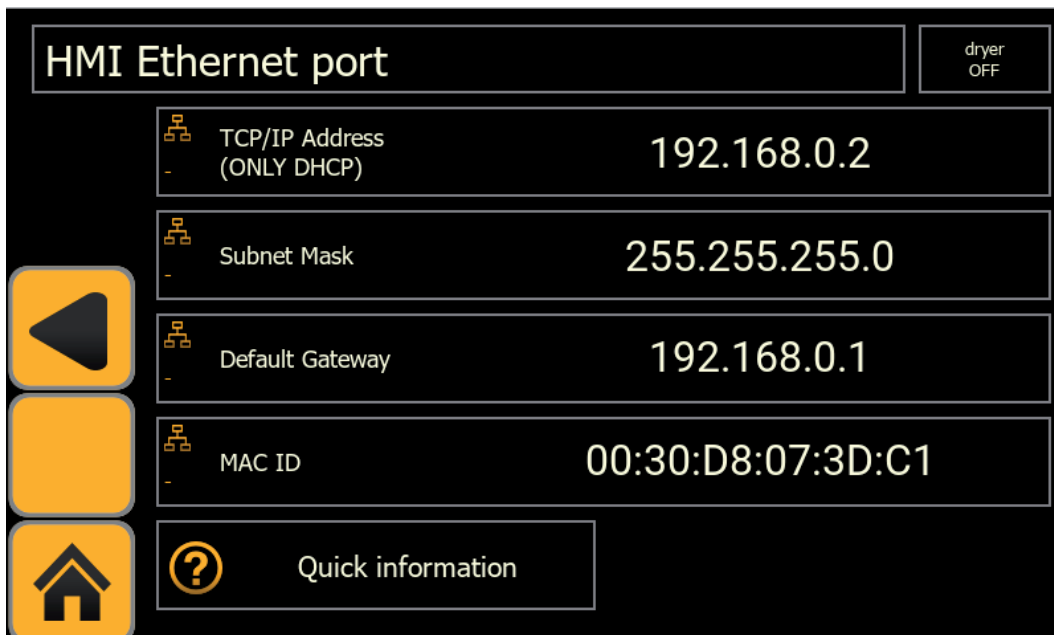 HMI Ethernet port
dryer
OFF
TCP/IP Address
(ONLY DHCP)
192.168.0.2
-
Subnet Mask
255.255.255.0
-
Default Gateway
192.168.0.1
-
MAC ID
00:30:D8:07:3D:C1
-
?
Quick information